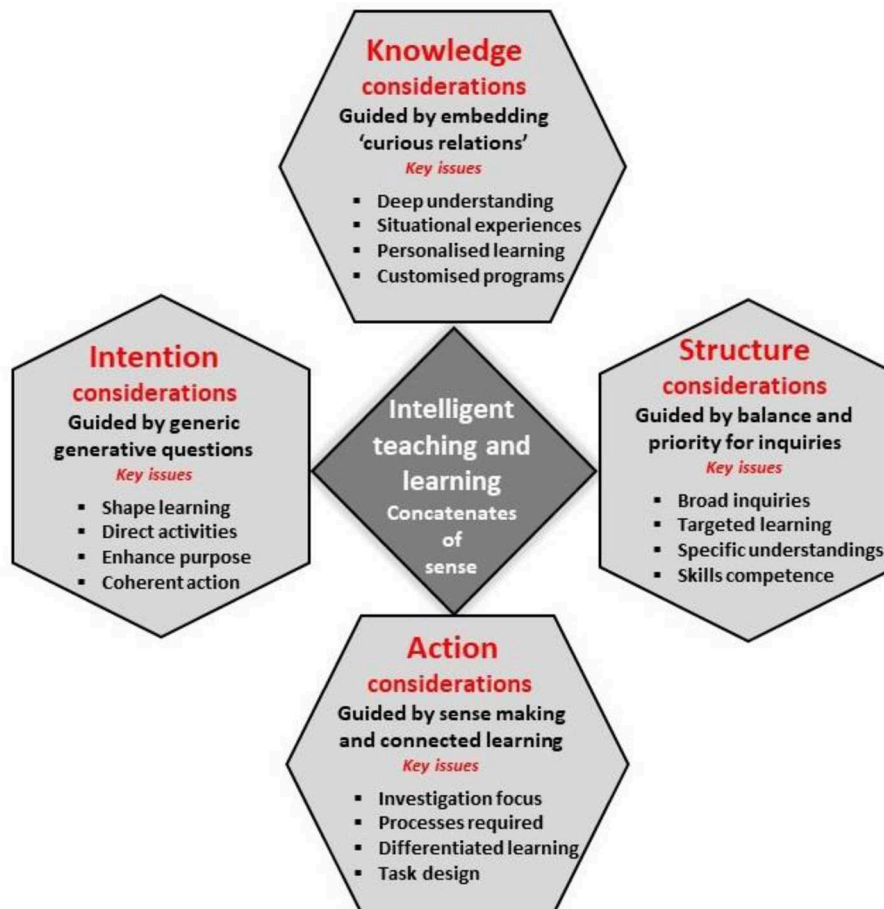 Knowledge
considerations
Guided by embedding
‘curious relations’
Key issues
▪ Deep understanding
▪ Situational experiences
▪ Personalised learning
▪ Customised programs
Intention
considerations
Guided by generic
generative questions
Key issues
▪ Shape learning
▪ Direct activities
▪ Enhance purpose
▪ Coherent action
Intelligent
teaching and
learning
Concatenates
of
sense
Structure
considerations
Guided by balance and
priority for inquiries
Key issues
▪ Broad inquiries
▪ Targeted learning
▪ Specific understandings
▪ Skills competence
Action
considerations
Guided by sense making
and connected learning
Key issues
▪ Investigation focus
▪ Processes required
▪ Differentiated learning
▪ Task design